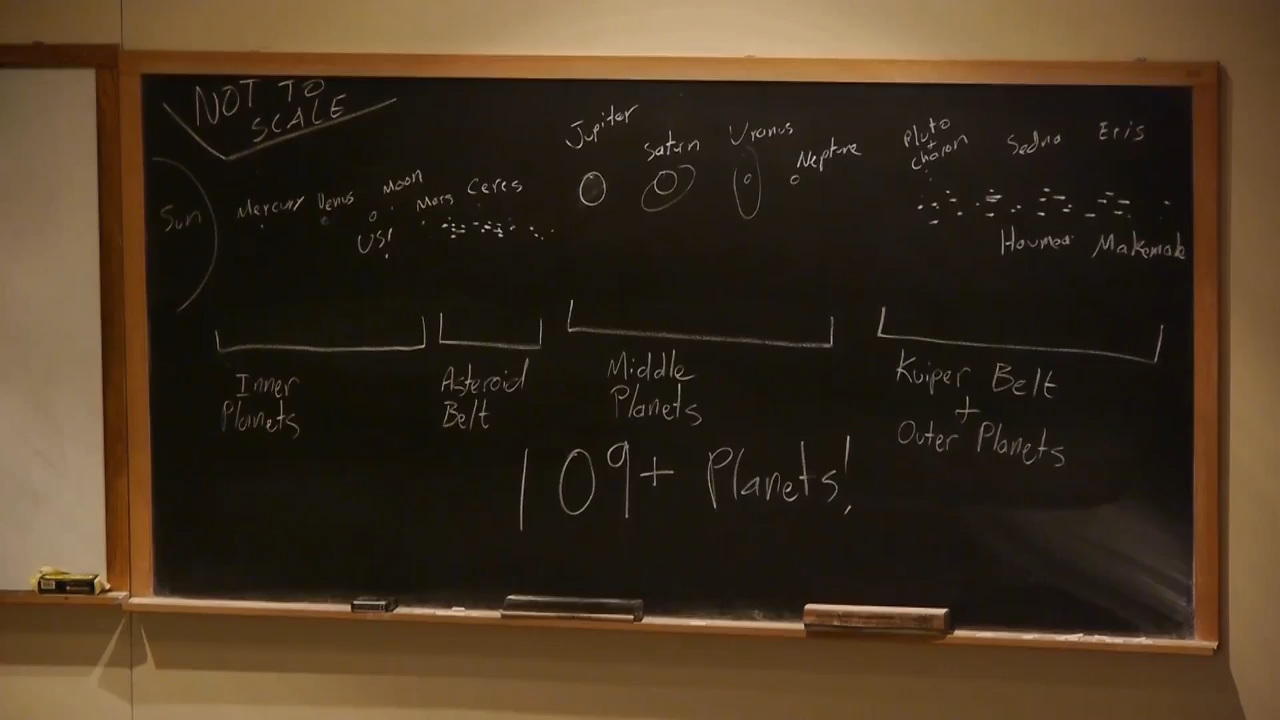 NOT TO
SCALE
Sun
Mercury
Venus
Moon
US!
Mars
Ceres
Jupiter
Saturn
Uranus
Neptune
Pluto
+
Charon
Sedna
Eris
Haumea
Makemake
Inner
Planets
Asteroid
Belt
Middle
Planets
Kuiper Belt
+
Outer Planets
109+ Planets!